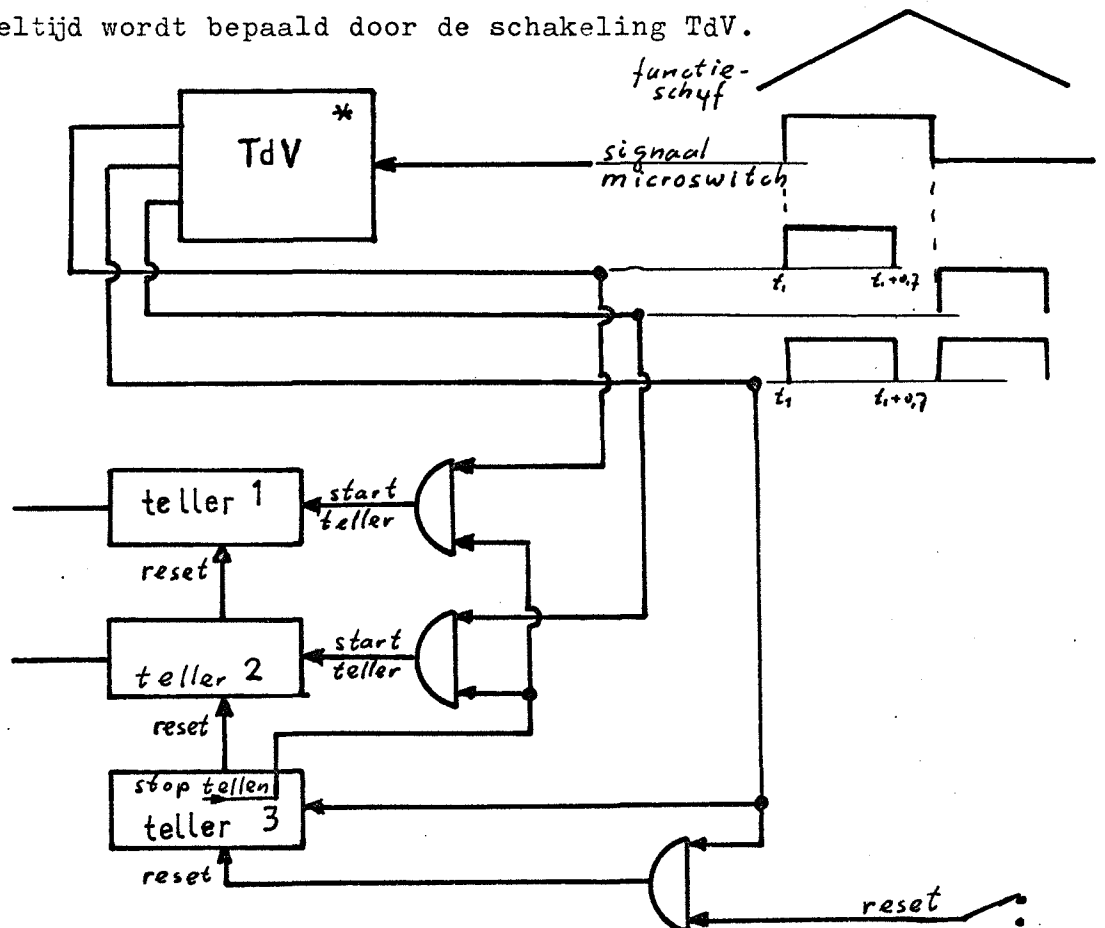 eltijd wordt bepaald door de schakeling TdV.
functie-
schyf
TdV *
signaal
microswitch
t₁ t₁+0,7
t₁ t₁+0,7
teller 1
start
teller
reset
teller 2
start
teller
reset
stop tellen
teller 3
reset
reset